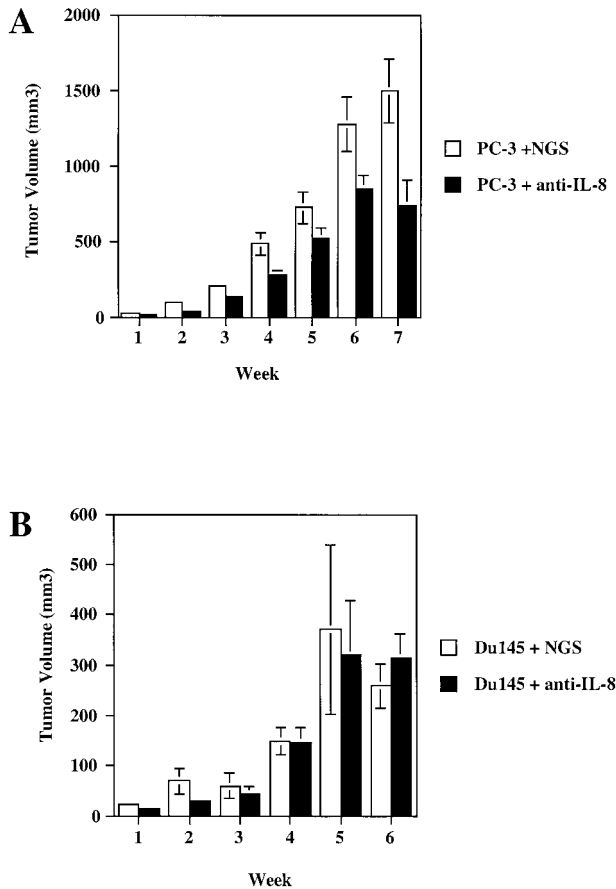 A
Tumor Volume (mm3)
2000
1500
1000
500
0
1 2 3 4 5 6 7
Week
PC-3 +NGS
PC-3 + anti-IL-8
B
Tumor Volume (mm3)
600
500
400
300
200
100
0
1 2 3 4 5 6
Week
Du145 + NGS
Du145 + anti-IL-8